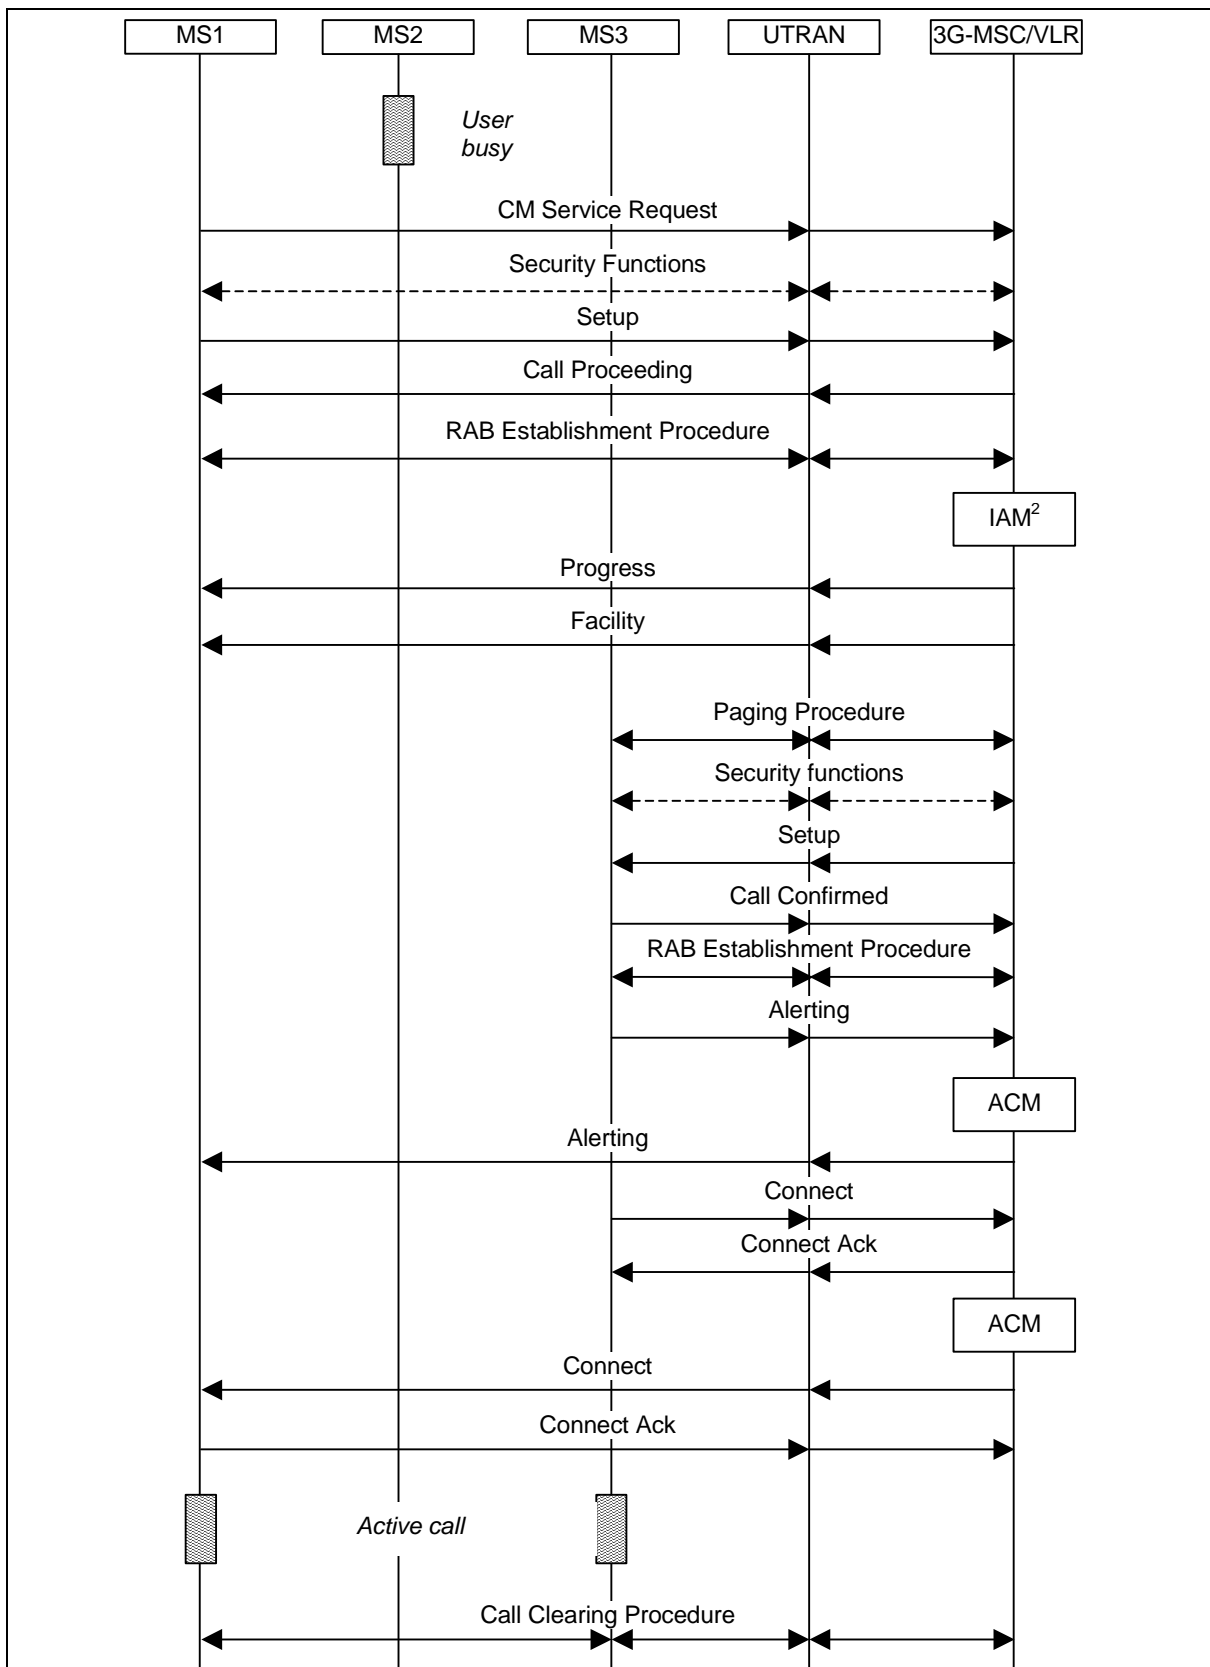 MS1 MS2 MS3 UTRAN 3G-MSC/VLR
User
busy
CM Service Request
Security Functions
Setup
Call Proceeding
RAB Establishment Procedure
IAM²
Progress
Facility
Paging Procedure
Security functions
Setup
Call Confirmed
RAB Establishment Procedure
Alerting
ACM
Alerting
Connect
Connect Ack
ACM
Connect
Connect Ack
Active call
Call Clearing Procedure